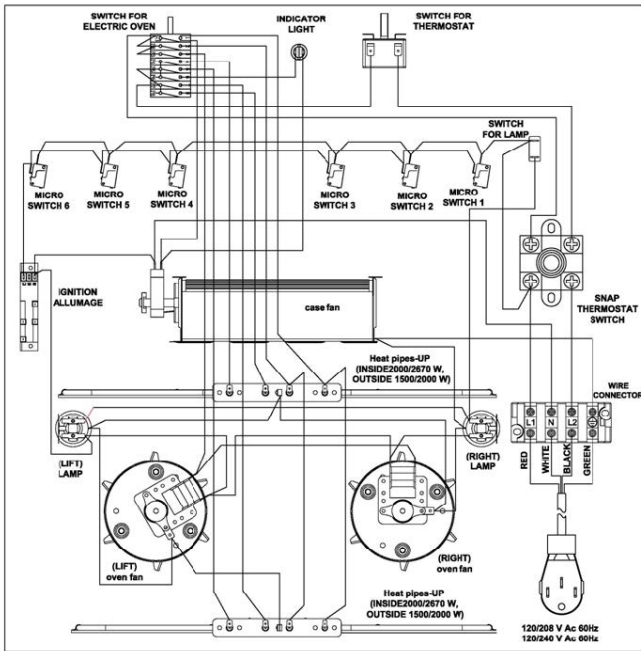 SWITCH FOR
ELECTRIC OVEN
INDICATOR
LIGHT
SWITCH FOR
THERMOSTAT
SWITCH
FOR LAMP
MICRO
SWITCH 6
MICRO
SWITCH 5
MICRO
SWITCH 4
MICRO
SWITCH 3
MICRO
SWITCH 2
MICRO
SWITCH 1
IGNITION
ALLUMAGE
case fan
SNAP
THERMOSTAT
SWITCH
Heat pipes-UP
(INSIDE2000/2670 W,
OUTSIDE 1500/2000 W)
WIRE
CONNECTOR
L1 N L2
RED
WHITE
BLACK
GREEN
(LIFT)
LAMP
(RIGHT)
LAMP
(LIFT)
oven fan
(RIGHT)
oven fan
Heat pipes-UP
(INSIDE2000/2670 W,
OUTSIDE 1500/2000 W)
120/208 V Ac 60Hz
120/240 V Ac 60Hz